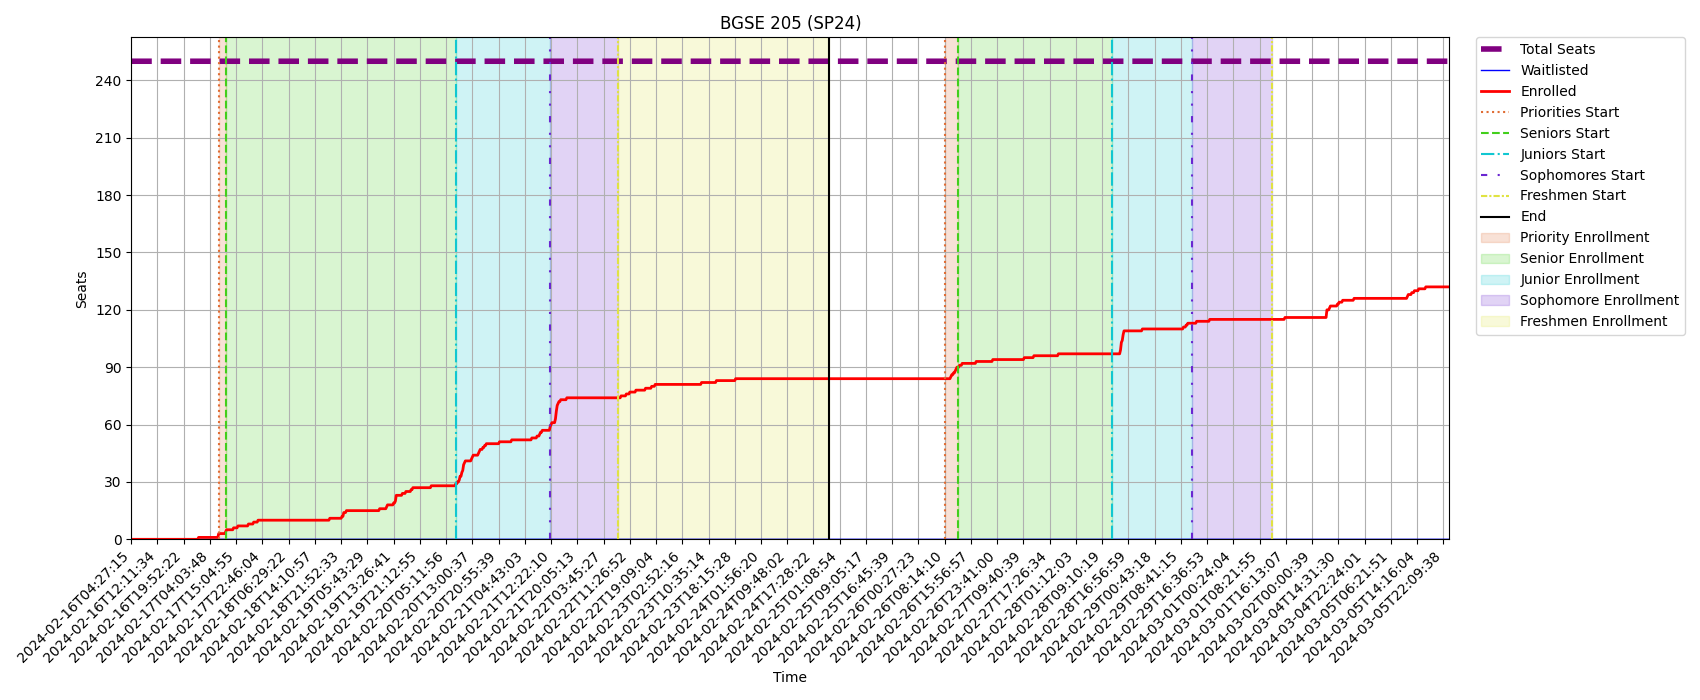 BGSE 205 (SP24)
Total Seats
Waitlisted
Enrolled
Priorities Start
Seniors Start
Juniors Start
Sophomores Start
Freshmen Start
End
Priority Enrollment
Senior Enrollment
Junior Enrollment
Sophomore Enrollment
Freshmen Enrollment
Seats
240
210
180
150
120
90
60
30
0
2024-02-16T04:27:15
2024-02-16T12:11:34
2024-02-16T19:52:22
2024-02-17T04:03:48
2024-02-17T15:04:55
2024-02-17T22:46:04
2024-02-18T06:29:22
2024-02-18T14:10:57
2024-02-18T21:52:33
2024-02-19T05:43:29
2024-02-19T13:26:41
2024-02-19T21:12:55
2024-02-20T05:11:56
2024-02-20T13:00:37
2024-02-20T20:55:39
2024-02-21T04:43:03
2024-02-21T12:22:10
2024-02-21T20:05:13
2024-02-22T03:45:27
2024-02-22T11:26:52
2024-02-22T19:09:04
2024-02-23T02:52:16
2024-02-23T10:35:14
2024-02-23T18:15:28
2024-02-24T01:56:20
2024-02-24T09:48:02
2024-02-24T17:28:22
2024-02-25T01:08:54
2024-02-25T09:05:17
2024-02-25T16:45:39
2024-02-26T00:27:23
2024-02-26T08:14:10
2024-02-26T15:56:57
2024-02-26T23:41:00
2024-02-27T09:40:39
2024-02-27T17:26:34
2024-02-28T01:12:03
2024-02-28T09:10:19
2024-02-28T16:56:59
2024-02-29T00:43:18
2024-02-29T08:41:15
2024-02-29T16:36:53
2024-03-01T00:24:04
2024-03-01T08:21:55
2024-03-01T16:13:07
2024-03-02T00:00:39
2024-03-04T14:31:30
2024-03-04T22:24:01
2024-03-05T06:21:51
2024-03-05T14:16:04
2024-03-05T22:09:38
Time